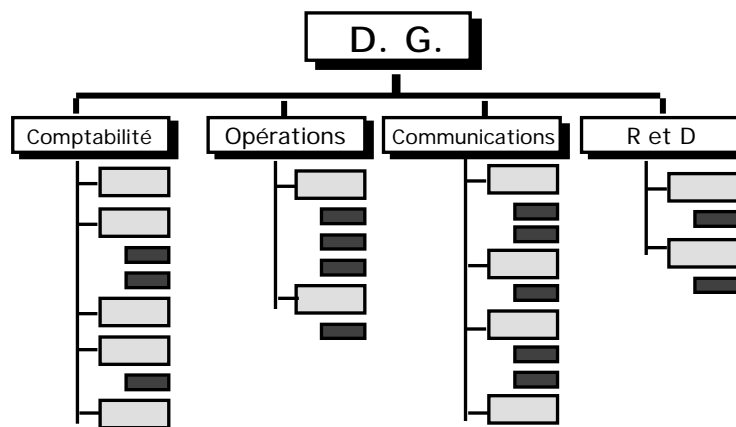 D. G.
Comptabilité
Opérations
Communications
R et D